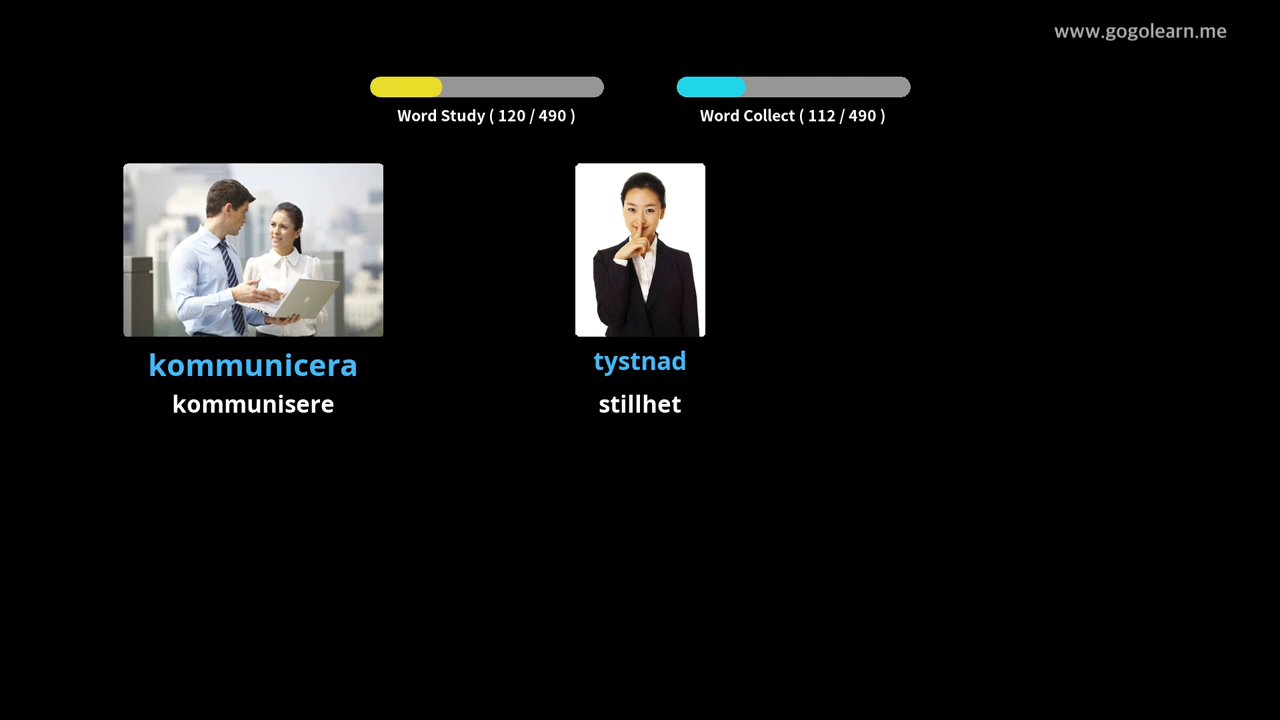 www.gogolearn.me
Word Study ( 120 / 490 )
Word Collect ( 112 / 490 )
kommunicera
kommunisere
tystnad
stillhet